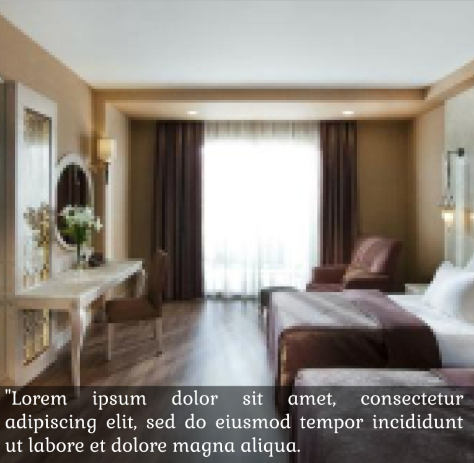 "Lorem ipsum dolor sit amet, consectetur
adipiscing elit, sed do eiusmod tempor incididunt
ut labore et dolore magna aliqua.